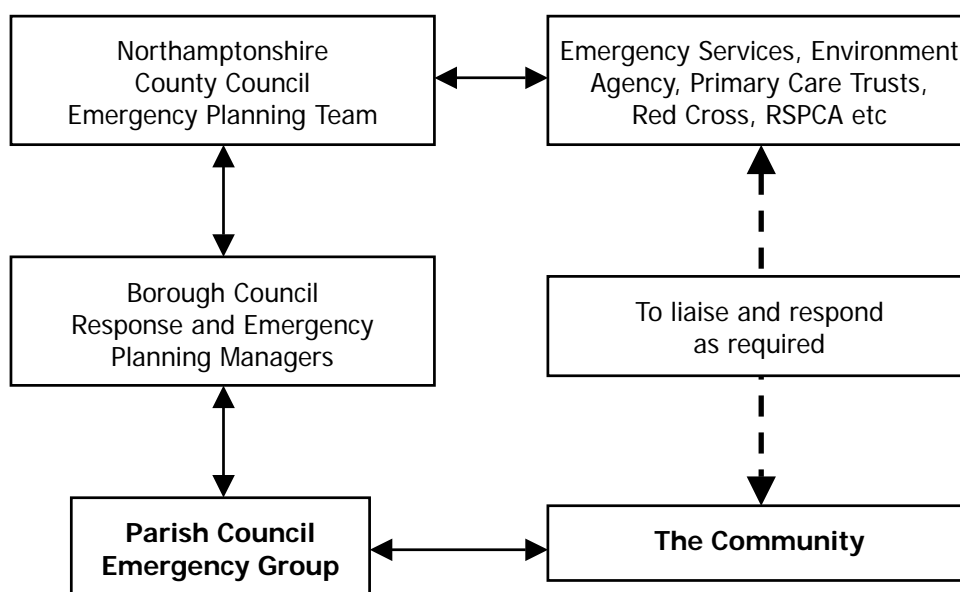 Northamptonshire
County Council
Emergency Planning Team
Emergency Services, Environment
Agency, Primary Care Trusts,
Red Cross, RSPCA etc
Borough Council
Response and Emergency
Planning Managers
To liaise and respond
as required
Parish Council
Emergency Group
The Community